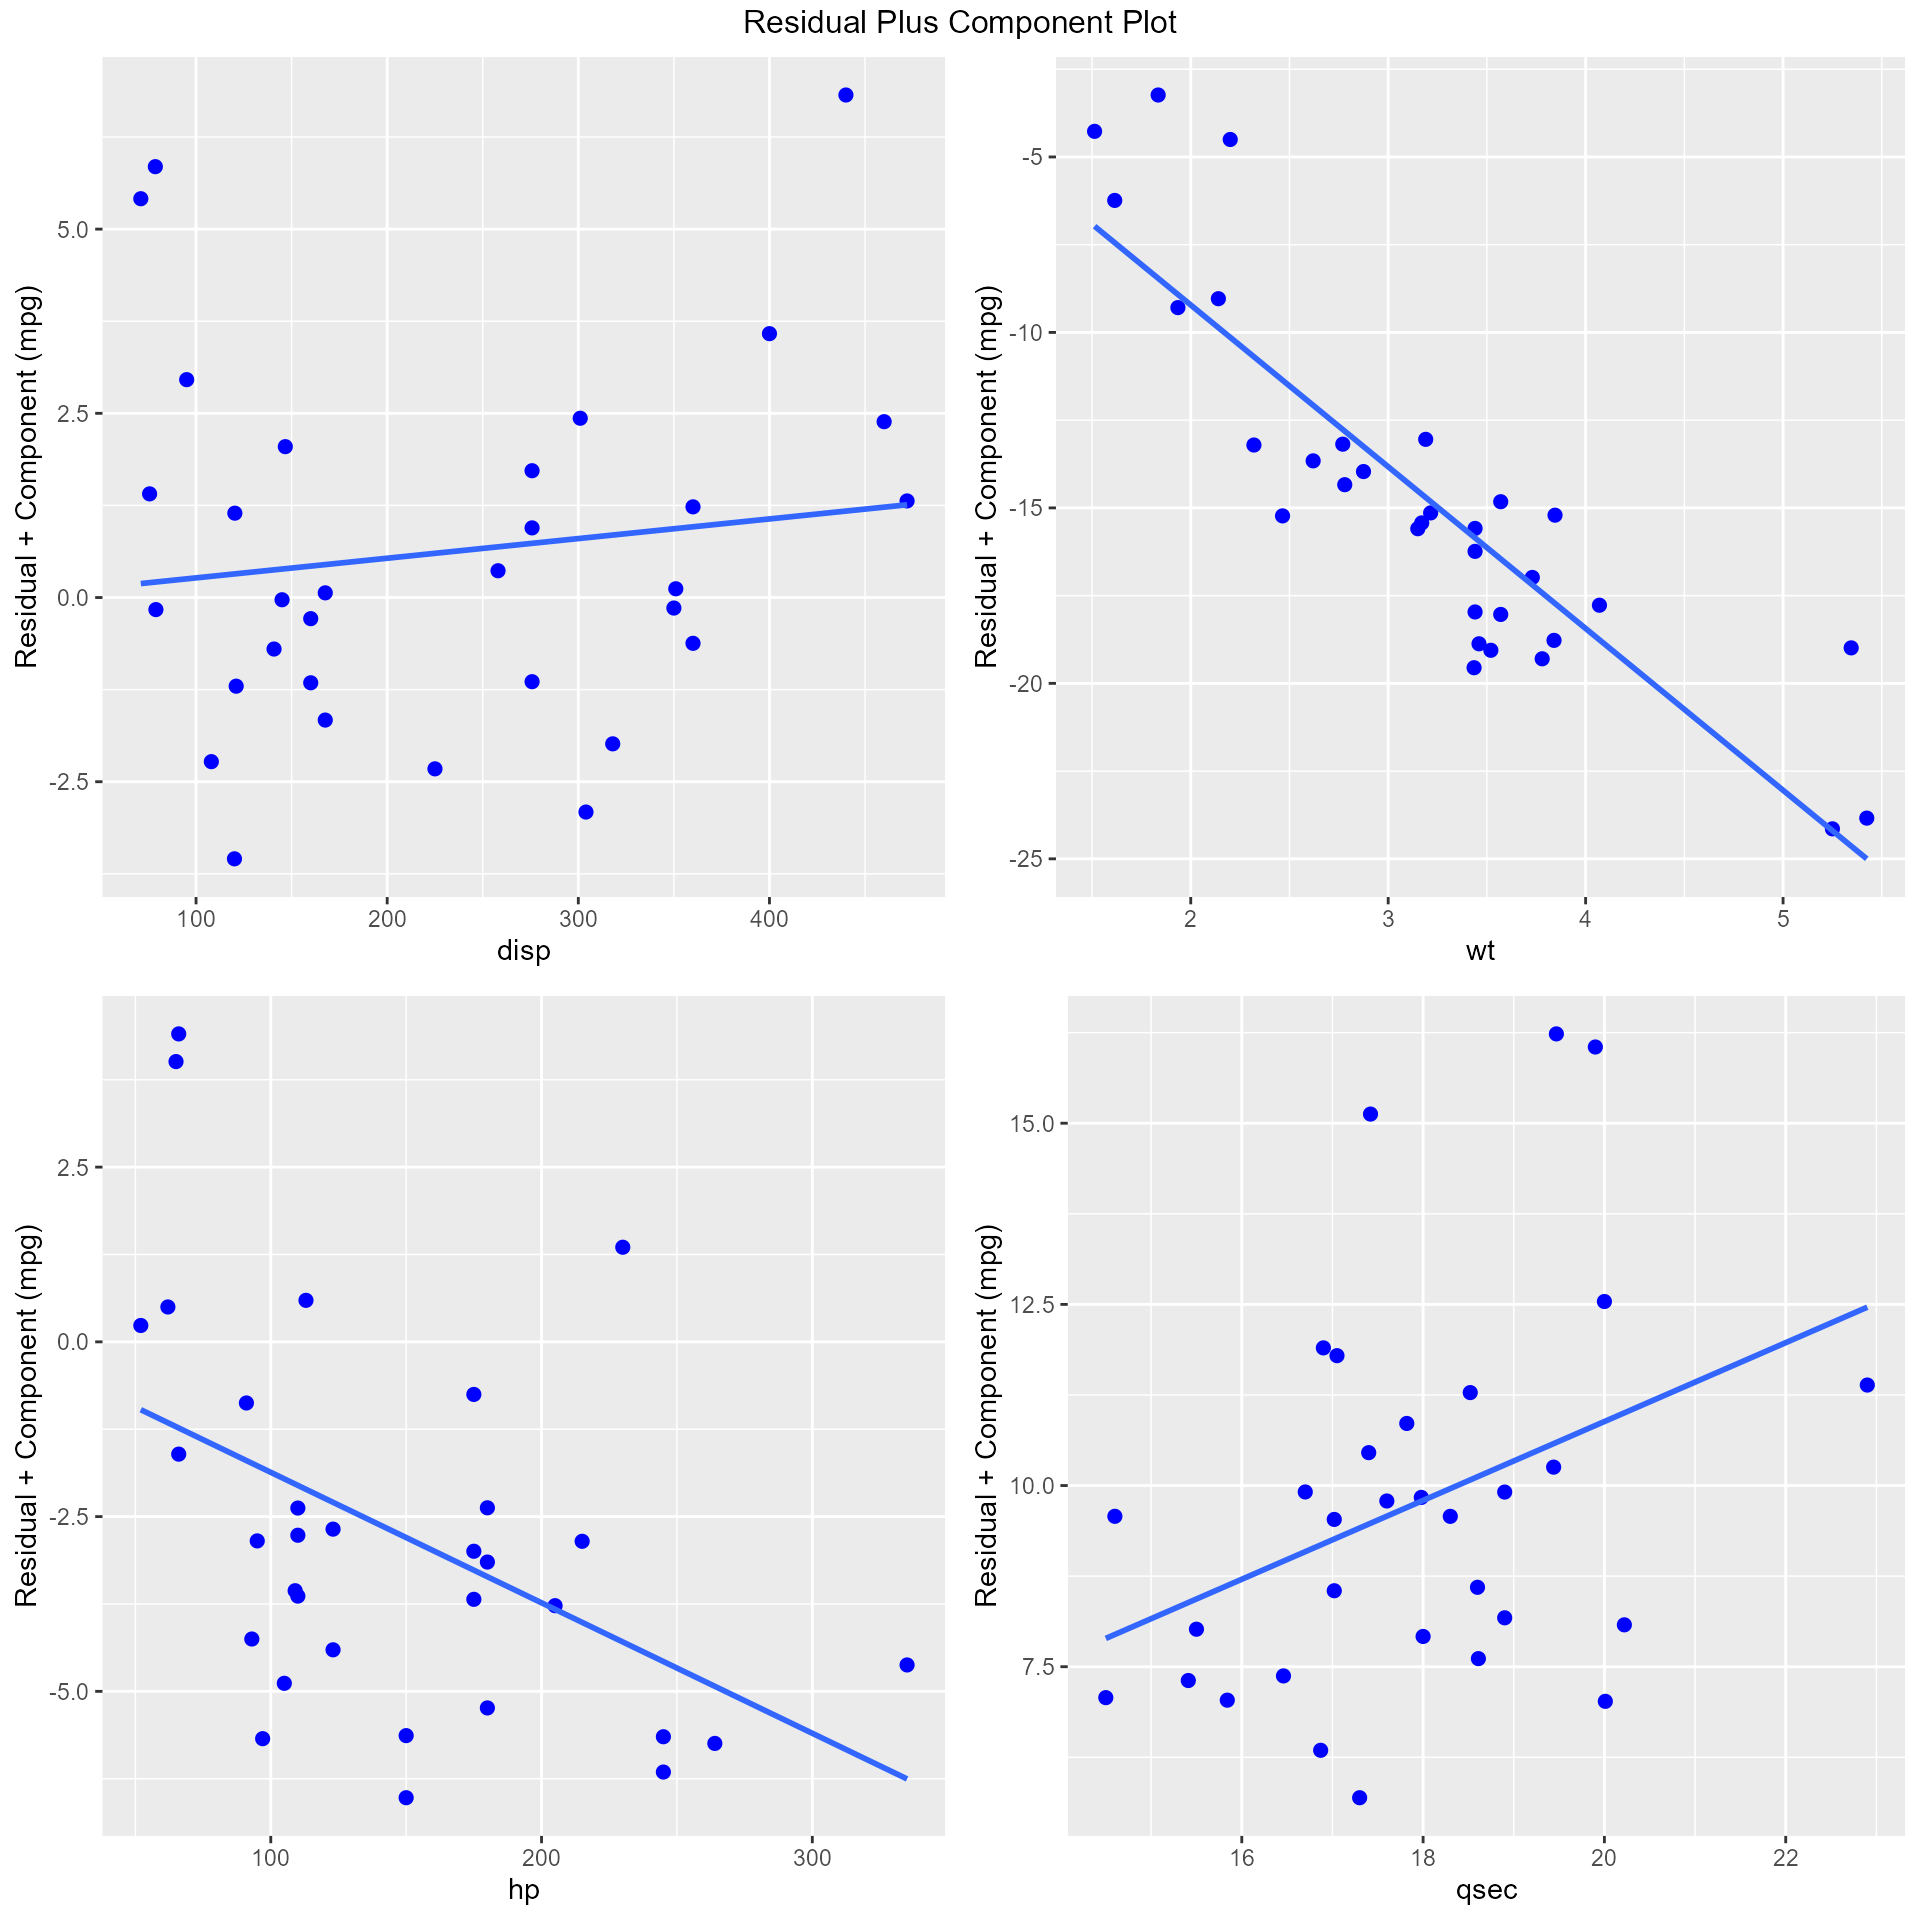 Residual Plus Component Plot
Residual + Component (mpg)
5.0
2.5
0.0
-2.5
100 200 300 400
disp
Residual + Component (mpg)
-5
-10
-15
-20
-25
2 3 4 5
wt
Residual + Component (mpg)
2.5
0.0
-2.5
-5.0
100 200 300
hp
Residual + Component (mpg)
15.0
12.5
10.0
7.5
16 18 20 22
qsec